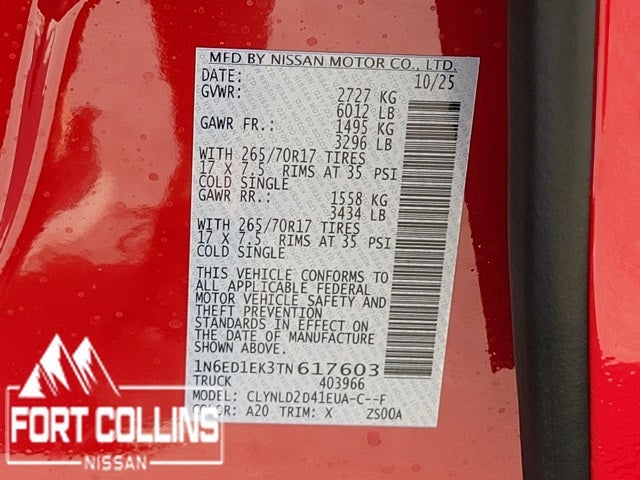 MFD BY NISSAN MOTOR CO., LTD.
DATE: 10/25
GVWR: 2727 KG
6012 LB
GAWR FR.: 1495 KG
3296 LB
WITH 265/70R17 TIRES
17 X 7.5 RIMS AT 35 PSI
COLD SINGLE
GAWR RR.: 1558 KG
3434 LB
WITH 265/70R17 TIRES
17 X 7.5 RIMS AT 35 PSI
COLD SINGLE
THIS VEHICLE CONFORMS TO
ALL APPLICABLE FEDERAL
MOTOR VEHICLE SAFETY AND
THEFT PREVENTION
STANDARDS IN EFFECT ON
THE DATE OF MANUFACTURE
SHOWN ABOVE.
1N6ED1EK3TN617603
TRUCK 403966
MODEL: CLYNLD2D41EUA-C--F
COLOR: A20 TRIM: X ZS00A
FORT COLLINS
NISSAN